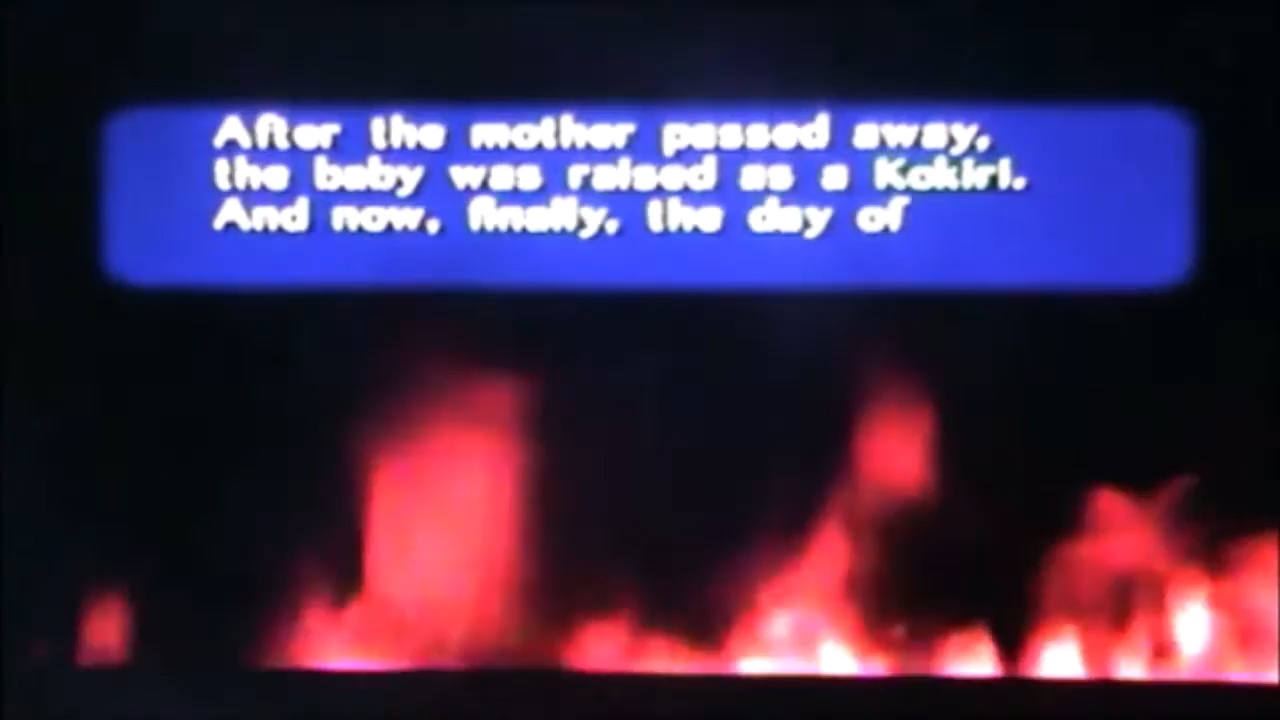 After the mother passed away,
the baby was raised as a Kokiri.
And now, finally, the day of